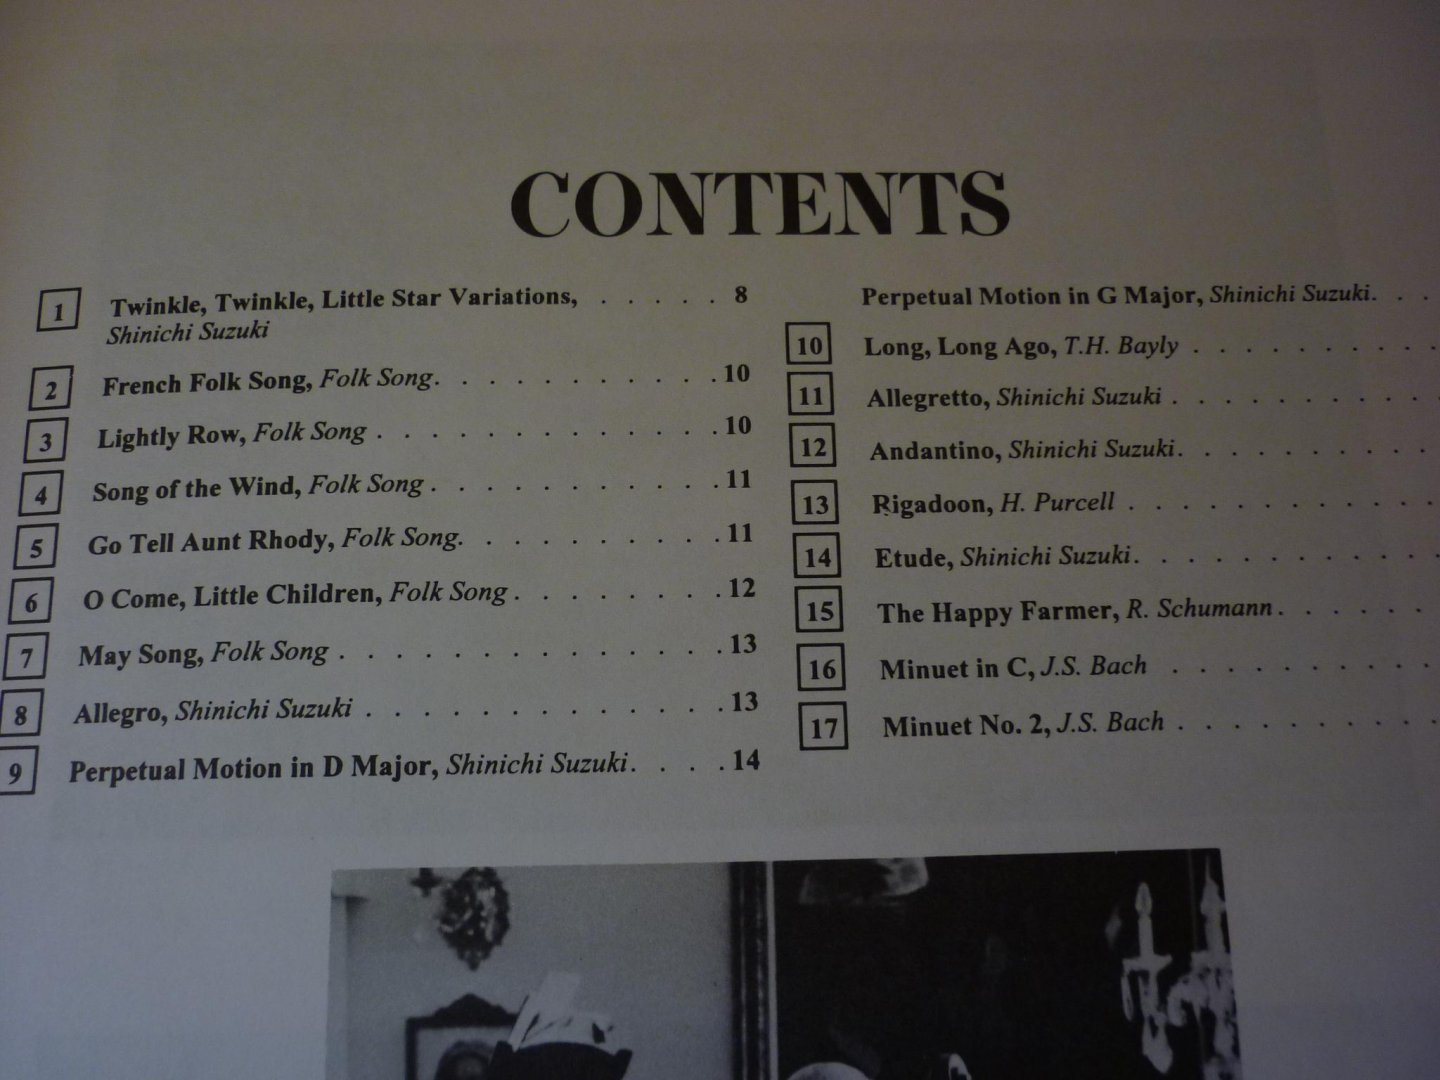 CONTENTS
1 Twinkle, Twinkle, Little Star Variations, . . . . . 8
Shinichi Suzuki
2 French Folk Song, Folk Song. . . . . . . . . . . 10
3 Lightly Row, Folk Song . . . . . . . . . . . . . 10
4 Song of the Wind, Folk Song . . . . . . . . . . . 11
5 Go Tell Aunt Rhody, Folk Song. . . . . . . . . . 11
6 O Come, Little Children, Folk Song . . . . . . . . 12
7 May Song, Folk Song . . . . . . . . . . . . . . 13
8 Allegro, Shinichi Suzuki . . . . . . . . . . . . . 13
9 Perpetual Motion in D Major, Shinichi Suzuki. . . . . 14
Perpetual Motion in G Major, Shinichi Suzuki. . .
10 Long, Long Ago, T.H. Bayly . . . . . . . . . .
11 Allegretto, Shinichi Suzuki . . . . . . . . . . .
12 Andantino, Shinichi Suzuki. . . . . . . . . .
13 Rigadoon, H. Purcell . . . . . . . . . . . .
14 Etude, Shinichi Suzuki. . . . . . . . . . . .
15 The Happy Farmer, R. Schumann . . . . . .
16 Minuet in C, J.S. Bach . . . . . . . . . .
17 Minuet No. 2, J.S. Bach . . . . . . . . . .